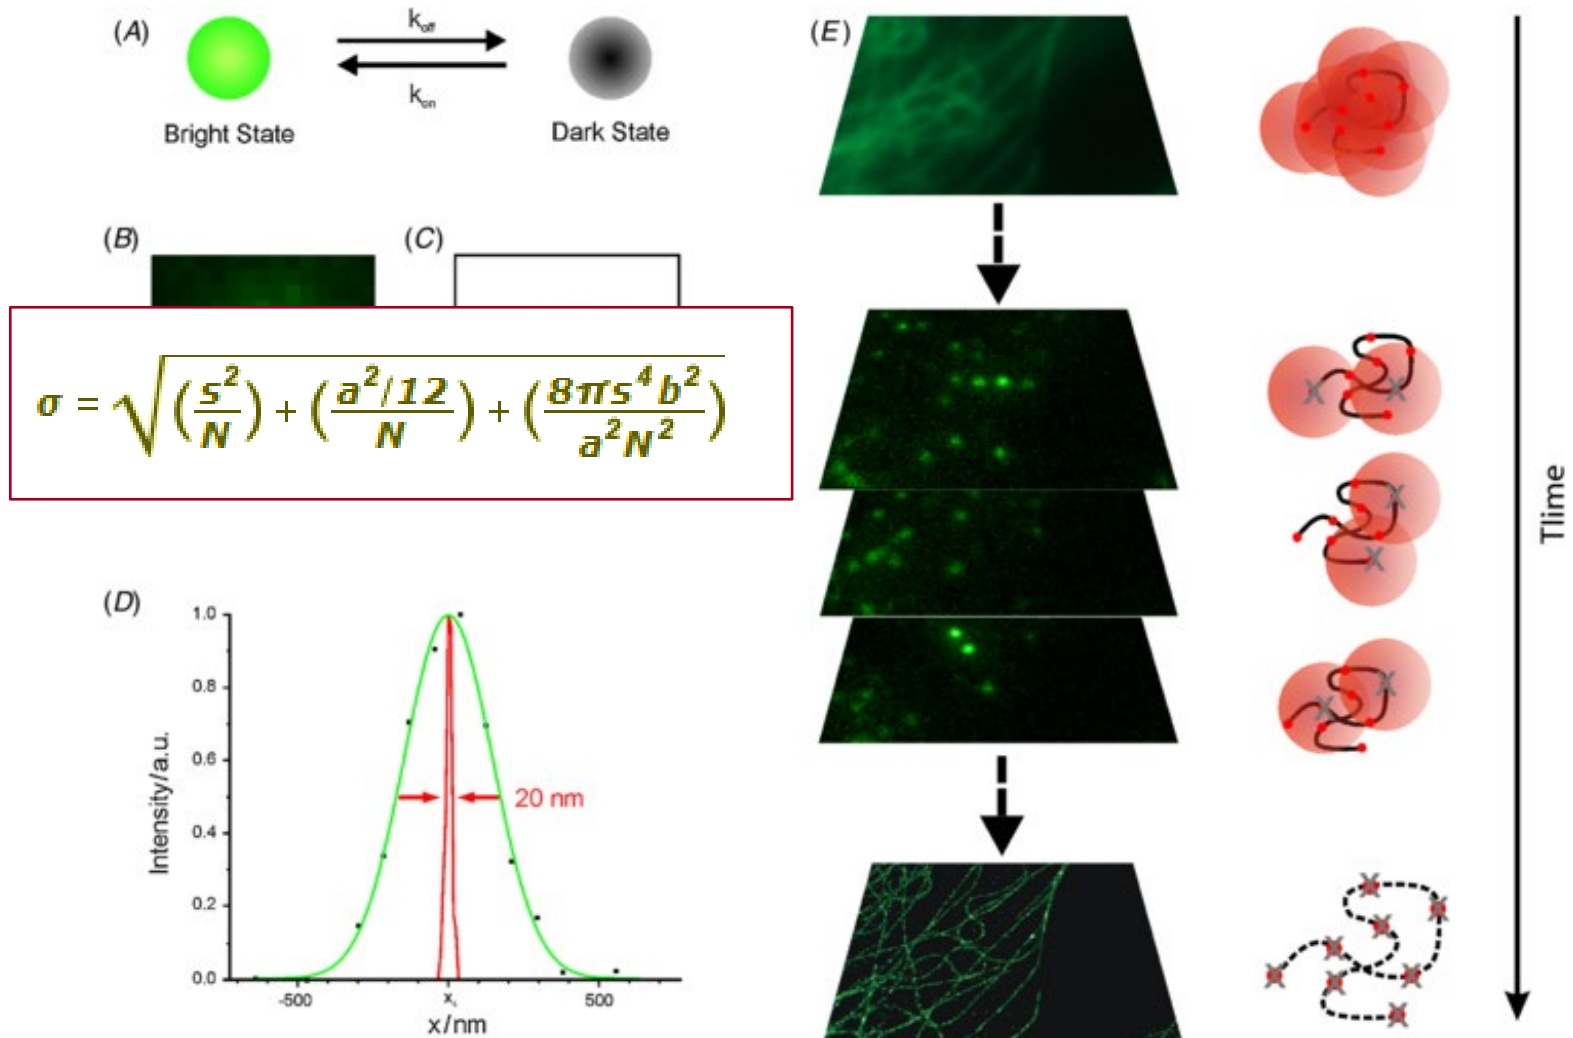 (A)
k_off
k_on
Bright State
Dark State
(B)
(C)
σ = √((s²/N) + (a²/12/N) + (8πs⁴b²/a²N²))
(D)
Intensity/a.u.
1.0
0.8
0.6
0.4
0.2
0.0
20 nm
-500
500
x/nm
(E)
Tlime